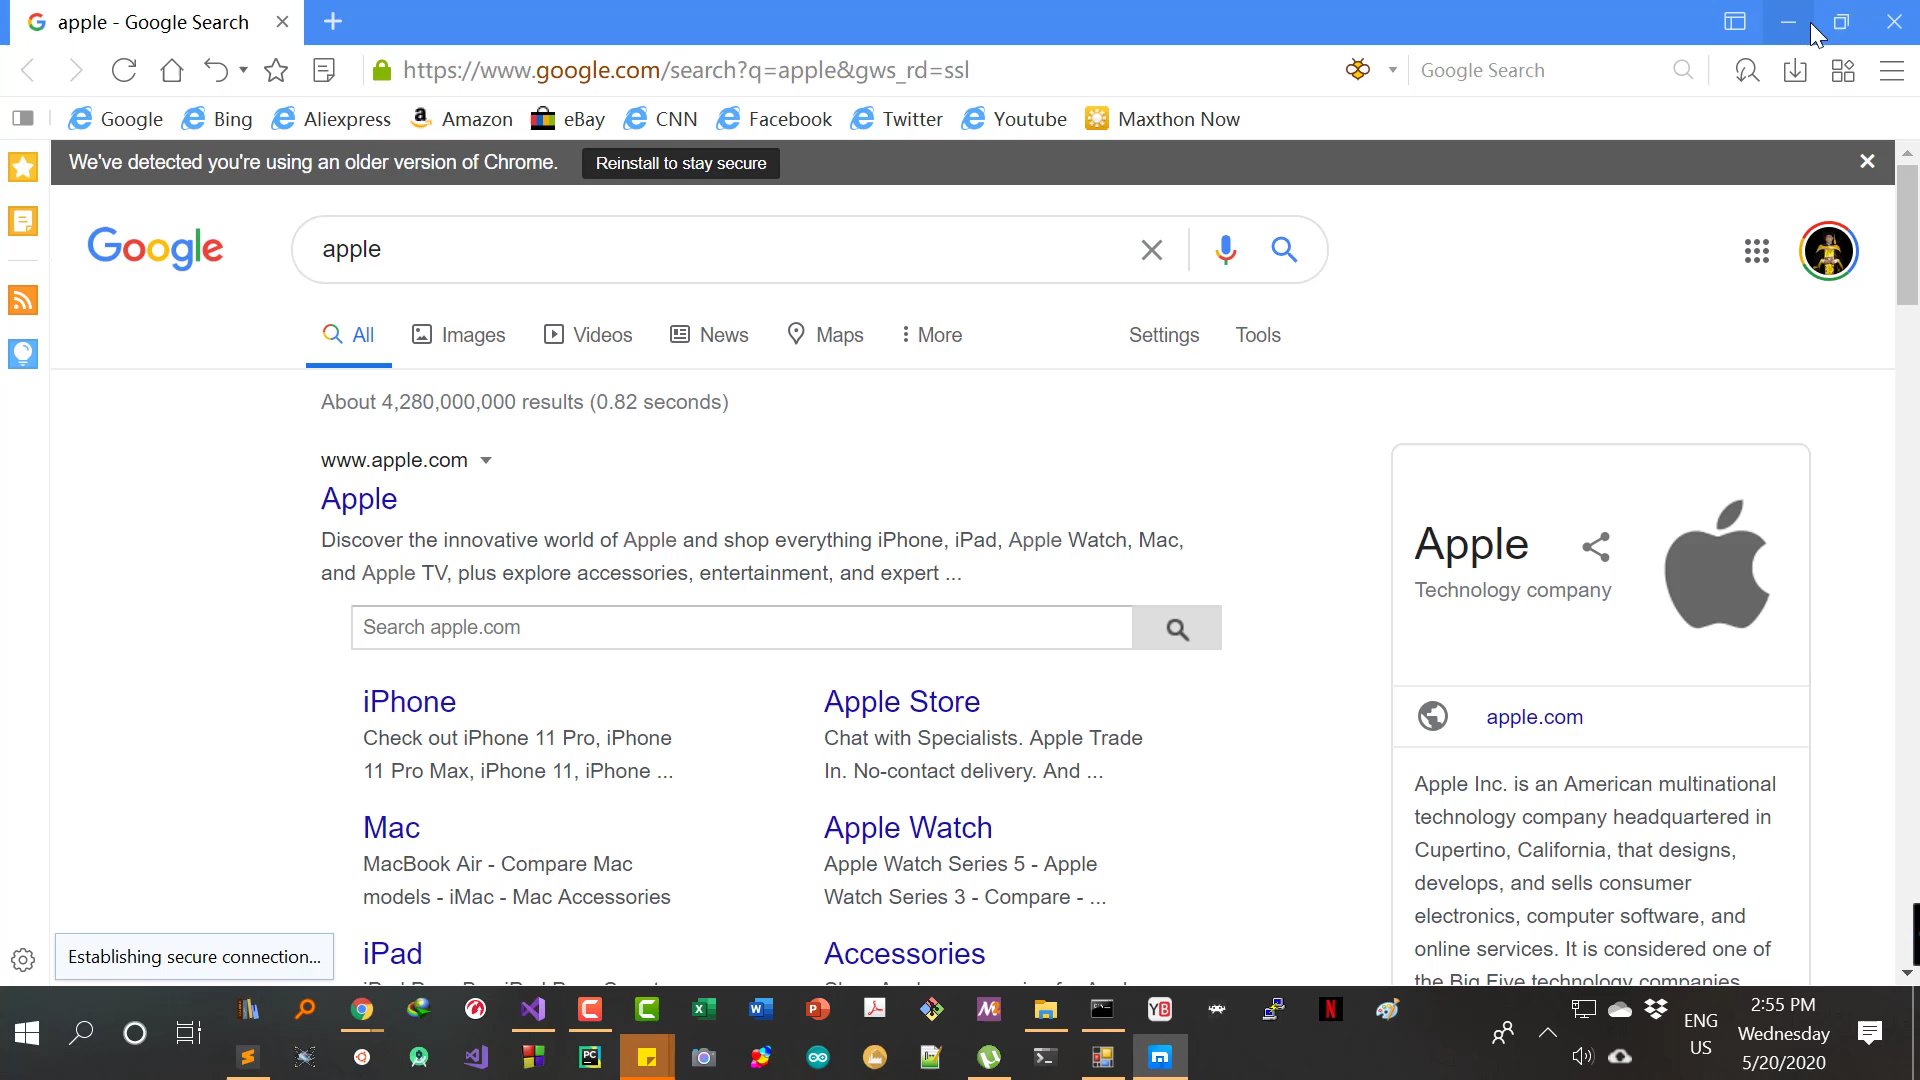 apple - Google Search
https://www.google.com/search?q=apple&gws_rd=ssl
Google Search
Google Bing Aliexpress Amazon eBay CNN Facebook Twitter Youtube Maxthon Now
We've detected you're using an older version of Chrome. Reinstall to stay secure
Google
apple
All Images Videos News Maps More Settings Tools
About 4,280,000,000 results (0.82 seconds)
www.apple.com
Apple
Discover the innovative world of Apple and shop everything iPhone, iPad, Apple Watch, Mac,
and Apple TV, plus explore accessories, entertainment, and expert ...
Search apple.com
iPhone
Check out iPhone 11 Pro, iPhone
11 Pro Max, iPhone 11, iPhone ...
Apple Store
Chat with Specialists. Apple Trade
In. No-contact delivery. And ...
Mac
MacBook Air - Compare Mac
models - iMac - Mac Accessories
Apple Watch
Apple Watch Series 5 - Apple
Watch Series 3 - Compare - ...
iPad
Accessories
Apple
Technology company
apple.com
Apple Inc. is an American multinational
technology company headquartered in
Cupertino, California, that designs,
develops, and sells consumer
electronics, computer software, and
online services. It is considered one of
the Big Five technology companies
Establishing secure connection...
YB
PC
ENG
US
2:55 PM
Wednesday
5/20/2020